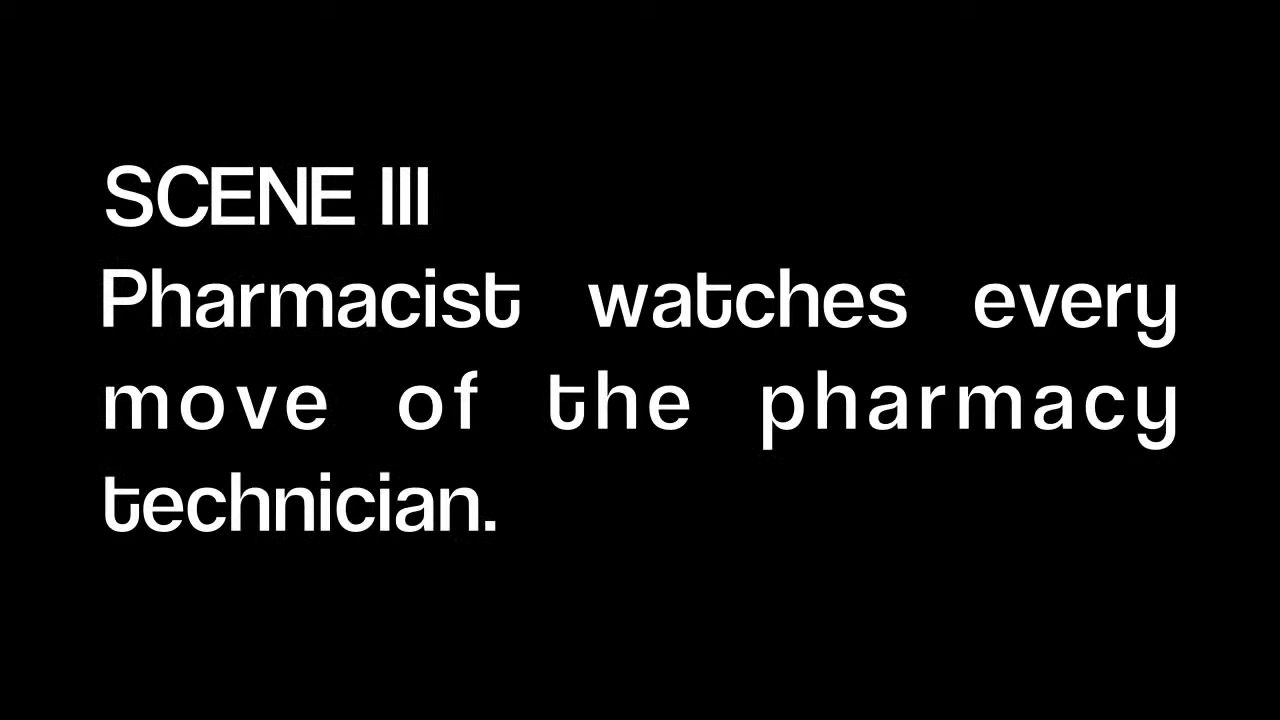 SCENE III
Pharmacist watches every
move of the pharmacy
technician.